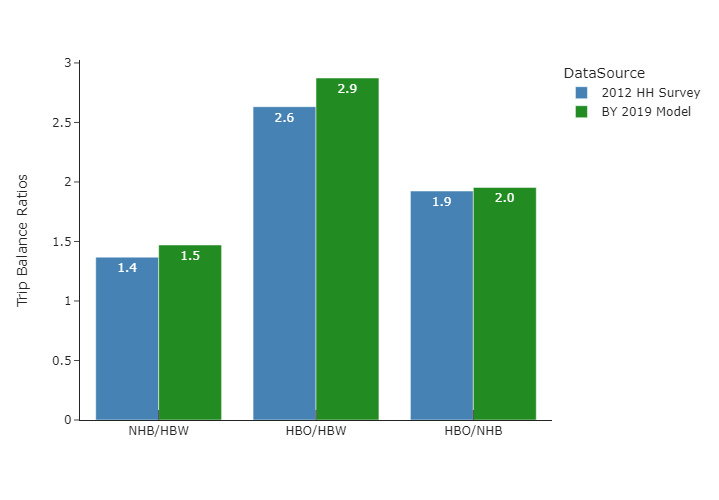 DataSource
2012 HH Survey
BY 2019 Model
Trip Balance Ratios
3
2.5
2
1.5
1
0.5
0
1.4
1.5
2.6
2.9
1.9
2.0
NHB/HBW
HBO/HBW
HBO/NHB